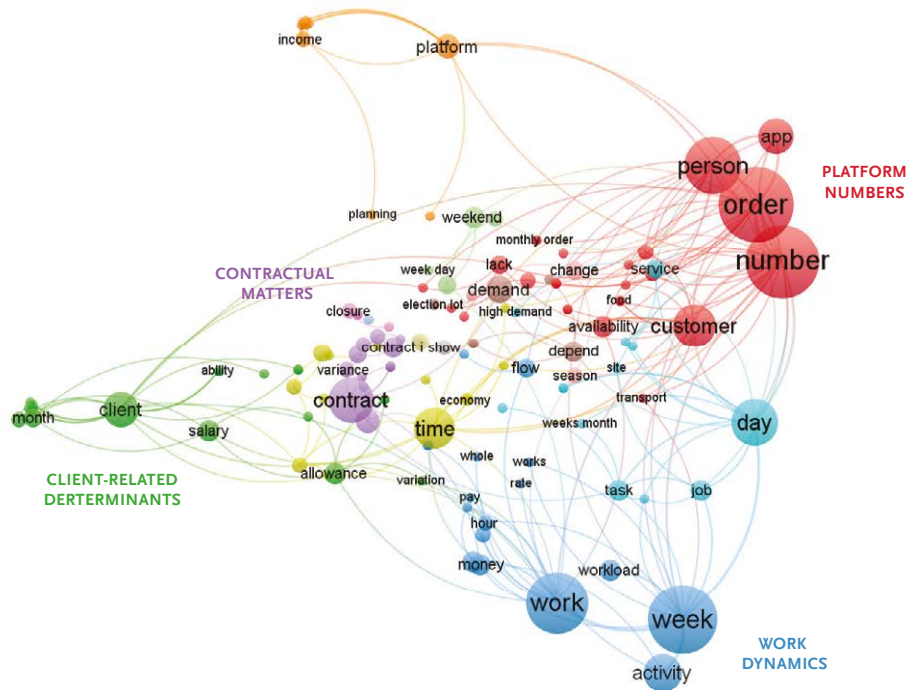 income
platform
app
person
PLATFORM
NUMBERS
order
planning
weekend
monthly order
number
CONTRACTUAL
MATTERS
week day
lack
change
service
demand
election lot
food
closure
high demand
availability
customer
contract i show
depend
ability
variance
flow
season
site
month
client
contract
economy
transport
salary
time
weeks month
day
CLIENT-RELATED
DERTERMINANTS
allowance
whole
works
variation
rate
task
job
pay
hour
money
workload
work
week
WORK
DYNAMICS
activity